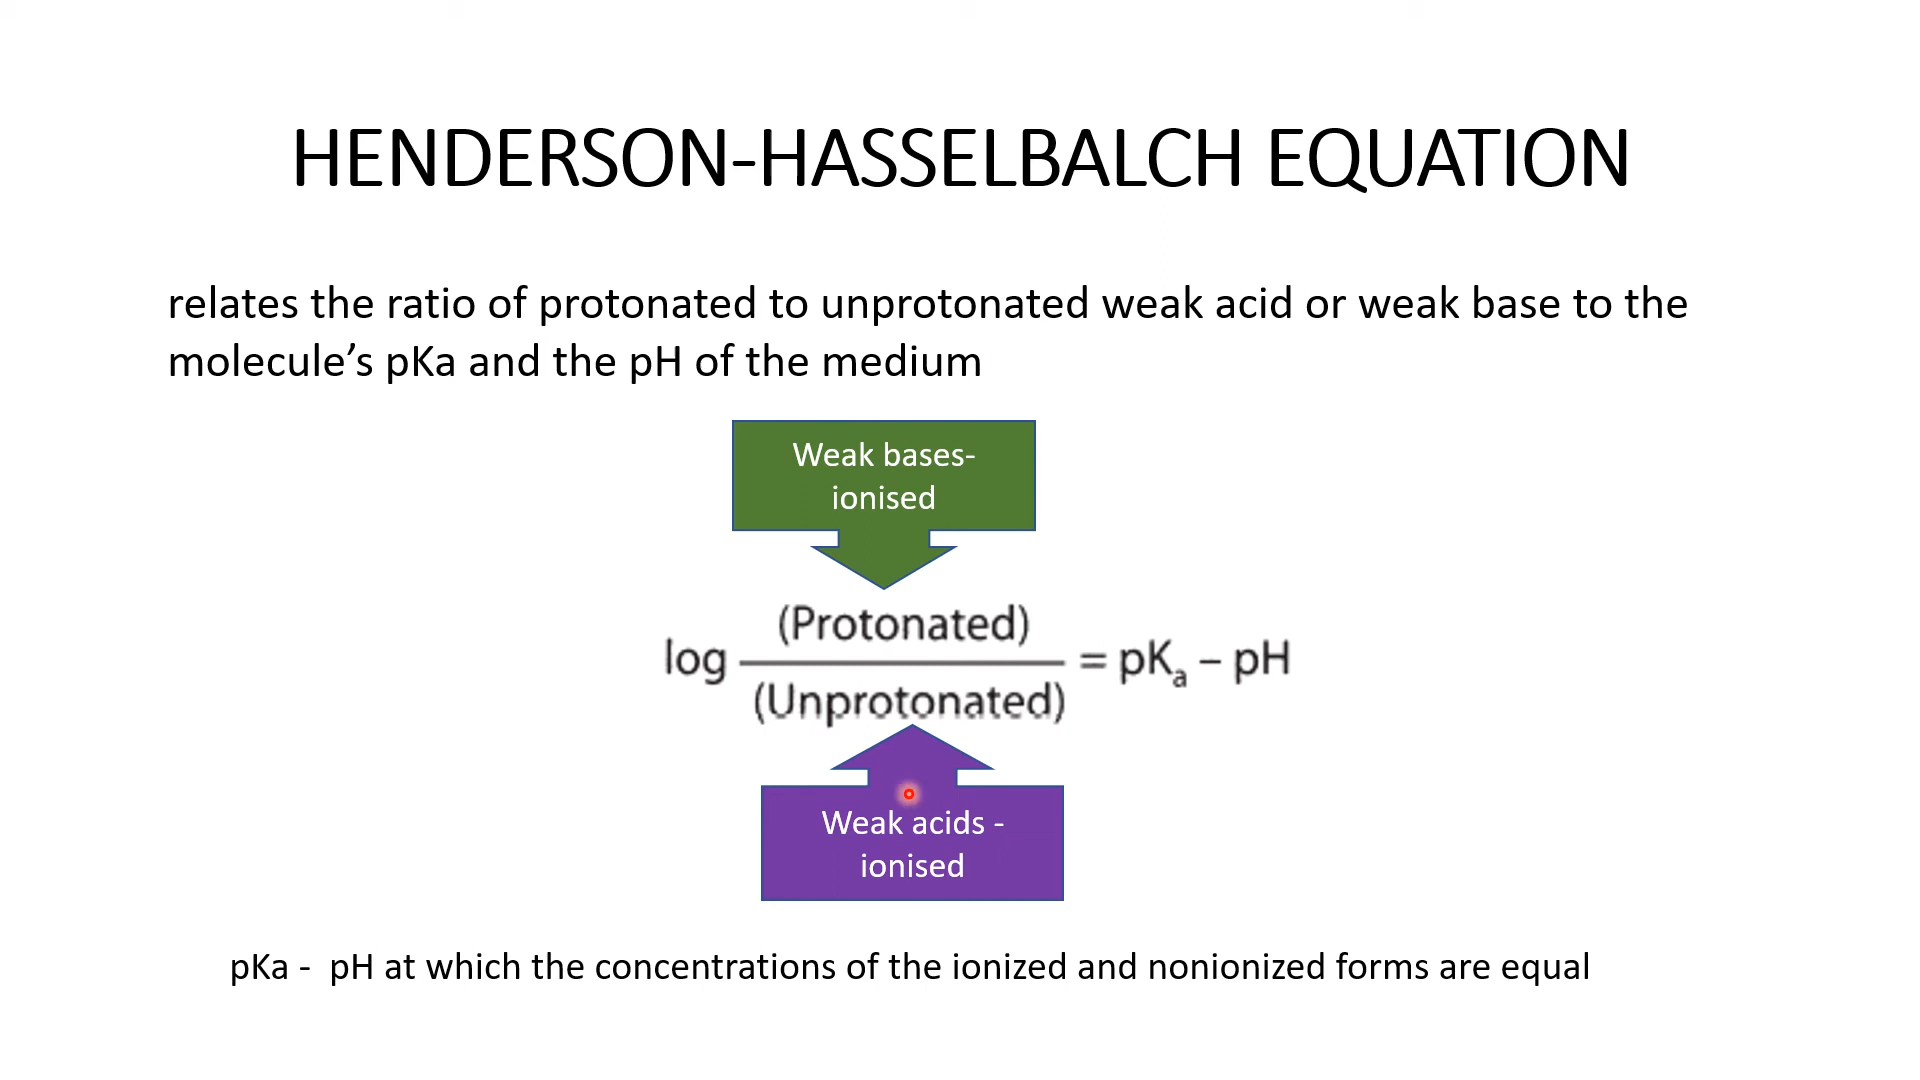 HENDERSON-HASSELBALCH EQUATION
relates the ratio of protonated to unprotonated weak acid or weak base to the
molecule’s pKa and the pH of the medium
Weak bases-
ionised
log (Protonated) / (Unprotonated) = pKₐ – pH
Weak acids -
ionised
pKa - pH at which the concentrations of the ionized and nonionized forms are equal